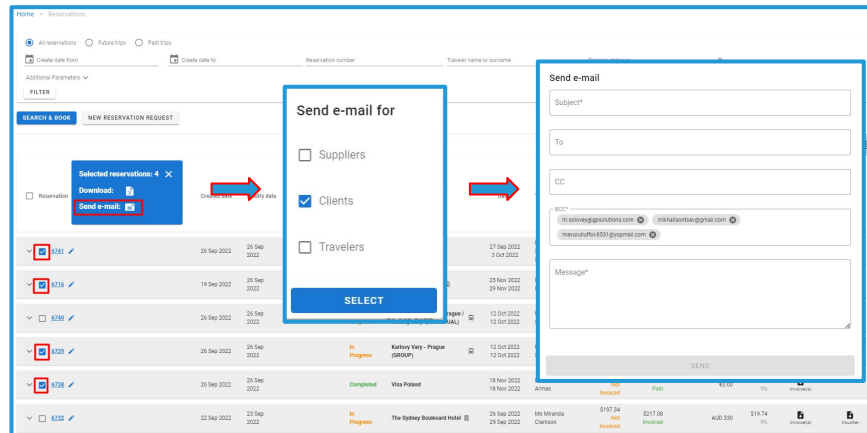 Home • Reservations
All reservations Future trips Past trips
Create date from Create date to Reservation number Traveler name or surname
Additional Parameters
FILTER
SEARCH & BOOK NEW RESERVATION REQUEST
Selected reservations: 4
Download:
Send e-mail:
Reservation Created date date
6741 26 Sep 2022 26 Sep 2022 27 Sep 2022 3 Oct 2022
6716 19 Sep 2022 26 Sep 2022 25 Nov 2022 29 Nov 2022
6740 26 Sep 2022 26 Sep 2022 12 Oct 2022 12 Oct 2022
6739 26 Sep 2022 26 Sep 2022 In Progress Karlovy Vary - Prague (GROUP) 12 Oct 2022 12 Oct 2022
6738 26 Sep 2022 26 Sep 2022 Completed Visa Poland 18 Nov 2022 18 Nov 2022 Armas Not Invoiced Paid €0.00 9% Invoice(s)
6732 22 Sep 2022 23 Sep 2022 In Progress The Sydney Boulevard Hotel 26 Sep 2022 29 Sep 2022 Ms Miranda Clarkson $197.34 Not Invoiced $217.08 Invoiced AUD 330 $19.74 9% Invoice(s) Voucher
Send e-mail for
Suppliers
Clients
Travelers
SELECT
Send e-mail
Subject*
To
CC
BCC*
m.solovey@gpsolutions.com mikhailsontsav@gmail.com
mavurulluffoi-8531@yopmail.com
Message*
SEND